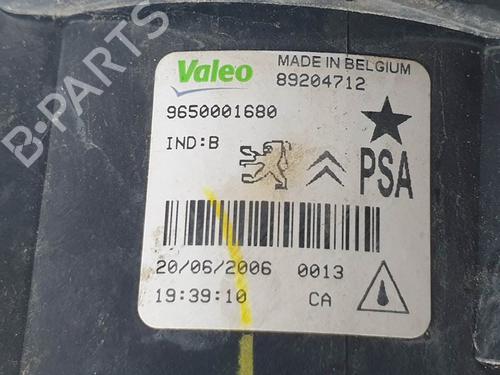 B-PARTS
Valeo
MADE IN BELGIUM
89204712
9650001680
IND:B
PSA
20/06/2006 0013
19:39:10 CA